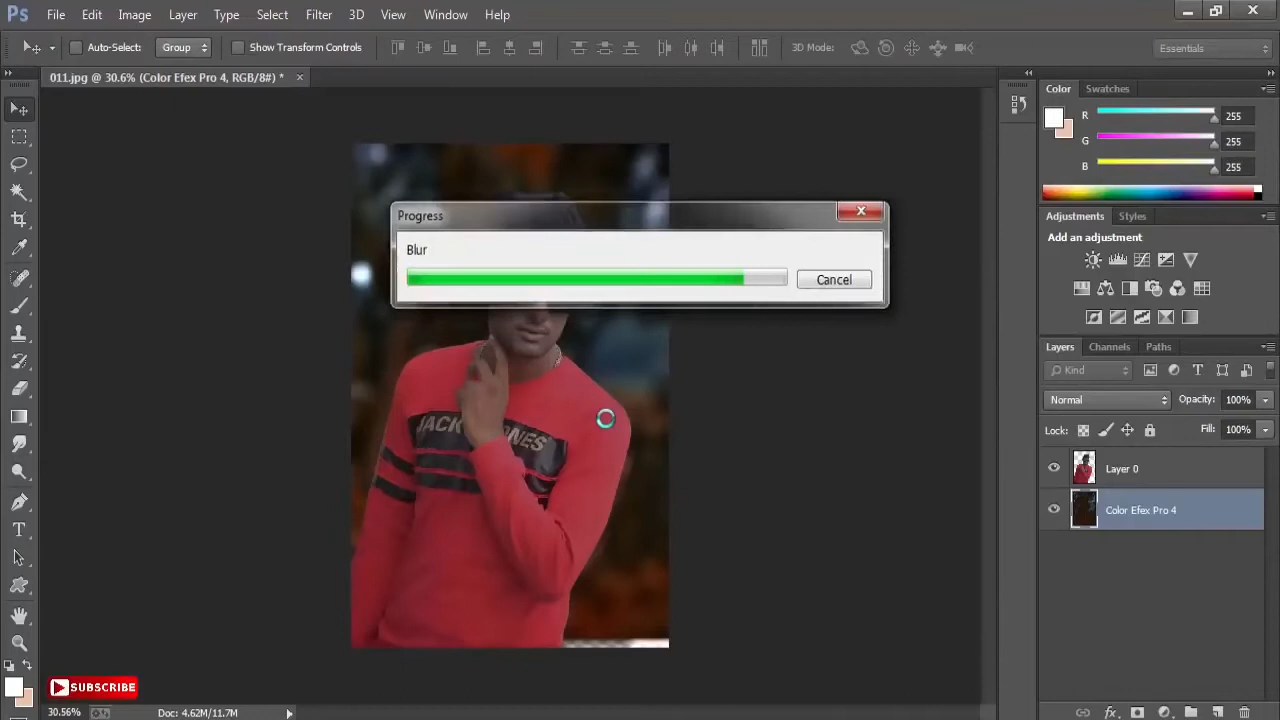 Ps File Edit Image Layer Type Select Filter 3D View Window Help
Auto-Select: Group Show Transform Controls 3D Mode: Essentials
011.jpg @ 30.6% (Color Efex Pro 4, RGB/8#) *
Color Swatches
R 255
G 255
B 255
Progress
Blur
Cancel
Adjustments Styles
Add an adjustment
JACK JONES
Layers Channels Paths
Kind
Normal Opacity: 100%
Lock: Fill: 100%
Layer 0
Color Efex Pro 4
SUBSCRIBE
30.56% Doc: 4.62M/11.7M